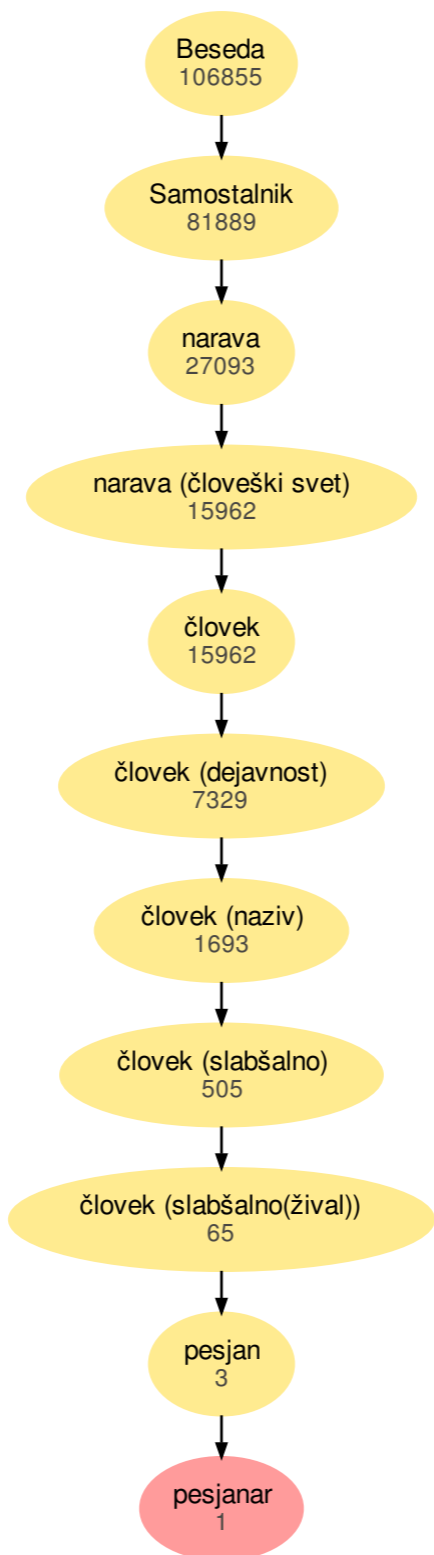 Beseda
106855
Samostalnik
81889
narava
27093
narava (človeški svet)
15962
človek
15962
človek (dejavnost)
7329
človek (naziv)
1693
človek (slabšalno)
505
človek (slabšalno(žival))
65
pesjan
3
pesjanar
1